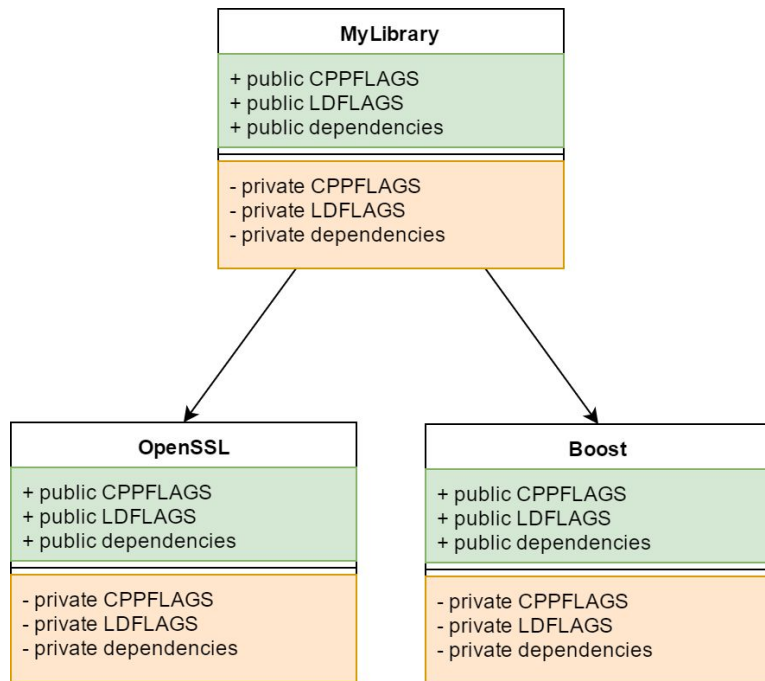 MyLibrary
+ public CPPFLAGS
+ public LDFLAGS
+ public dependencies
- private CPPFLAGS
- private LDFLAGS
- private dependencies
OpenSSL
+ public CPPFLAGS
+ public LDFLAGS
+ public dependencies
- private CPPFLAGS
- private LDFLAGS
- private dependencies
Boost
+ public CPPFLAGS
+ public LDFLAGS
+ public dependencies
- private CPPFLAGS
- private LDFLAGS
- private dependencies